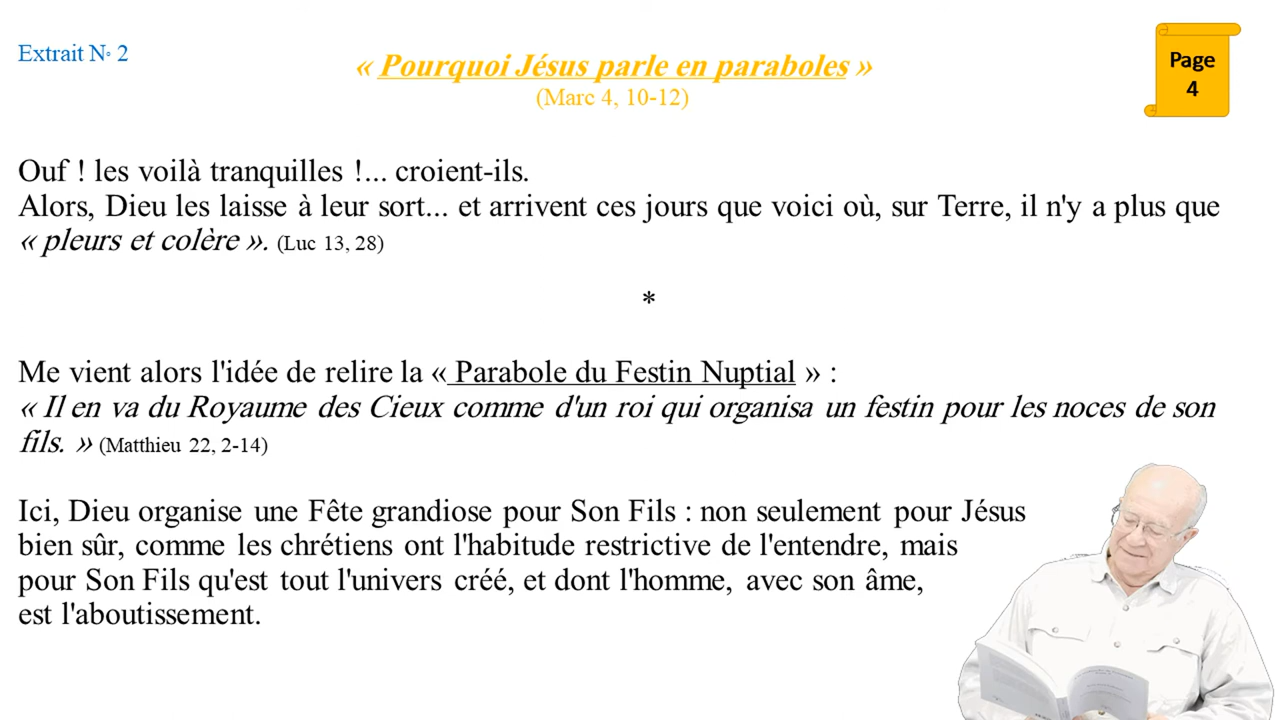 Extrait N◦ 2
« Pourquoi Jésus parle en paraboles »
(Marc 4, 10-12)
Page
4
Ouf ! les voilà tranquilles !... croient-ils.
Alors, Dieu les laisse à leur sort... et arrivent ces jours que voici où, sur Terre, il n'y a plus que
« pleurs et colère ». (Luc 13, 28)
*
Me vient alors l'idée de relire la « Parabole du Festin Nuptial » :
« Il en va du Royaume des Cieux comme d'un roi qui organisa un festin pour les noces de son
fils. » (Matthieu 22, 2-14)
Ici, Dieu organise une Fête grandiose pour Son Fils : non seulement pour Jésus
bien sûr, comme les chrétiens ont l'habitude restrictive de l'entendre, mais
pour Son Fils qu'est tout l'univers créé, et dont l'homme, avec son âme,
est l'aboutissement.